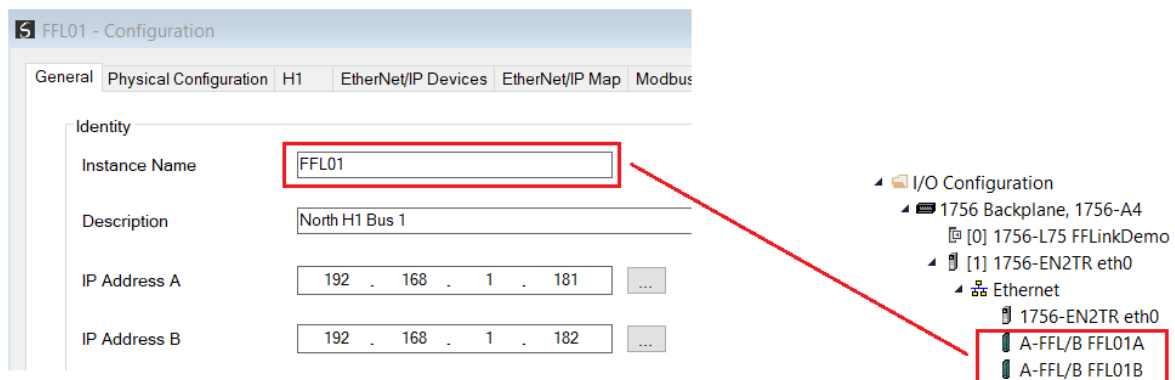 FFL01 - Configuration
General Physical Configuration H1 EtherNet/IP Devices EtherNet/IP Map Modbus
Identity
Instance Name FFL01
Description North H1 Bus 1
IP Address A 192 . 168 . 1 . 181 ...
IP Address B 192 . 168 . 1 . 182 ...
I/O Configuration
1756 Backplane, 1756-A4
[0] 1756-L75 FFLinkDemo
[1] 1756-EN2TR eth0
Ethernet
1756-EN2TR eth0
A-FFL/B FFL01A
A-FFL/B FFL01B